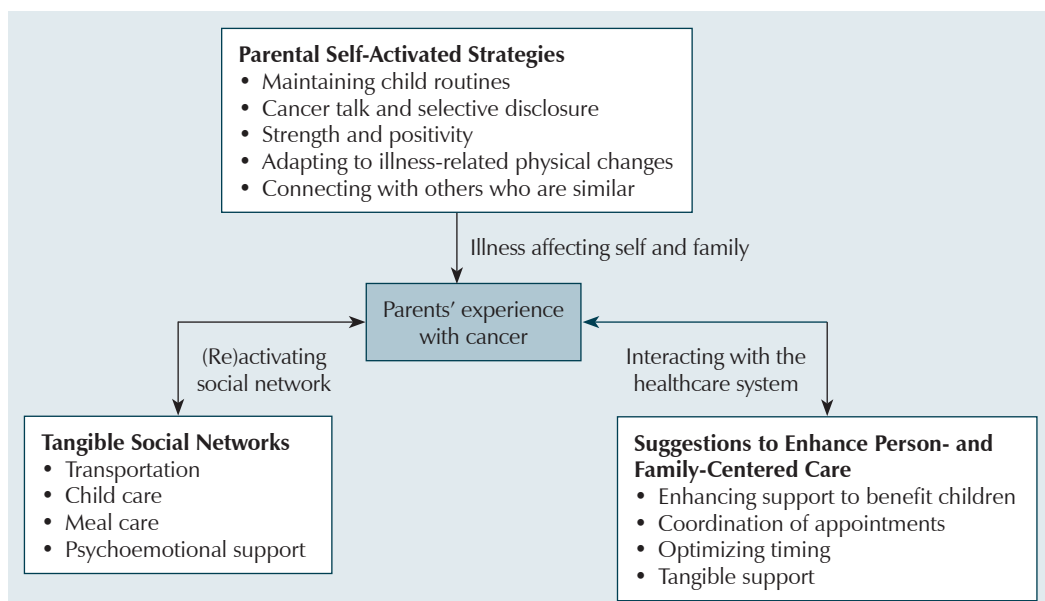 Parental Self-Activated Strategies
• Maintaining child routines
• Cancer talk and selective disclosure
• Strength and positivity
• Adapting to illness-related physical changes
• Connecting with others who are similar
Illness affecting self and family
Parents’ experience
with cancer
(Re)activating
social network
Interacting with the
healthcare system
Tangible Social Networks
• Transportation
• Child care
• Meal care
• Psychoemotional support
Suggestions to Enhance Person- and
Family-Centered Care
• Enhancing support to benefit children
• Coordination of appointments
• Optimizing timing
• Tangible support